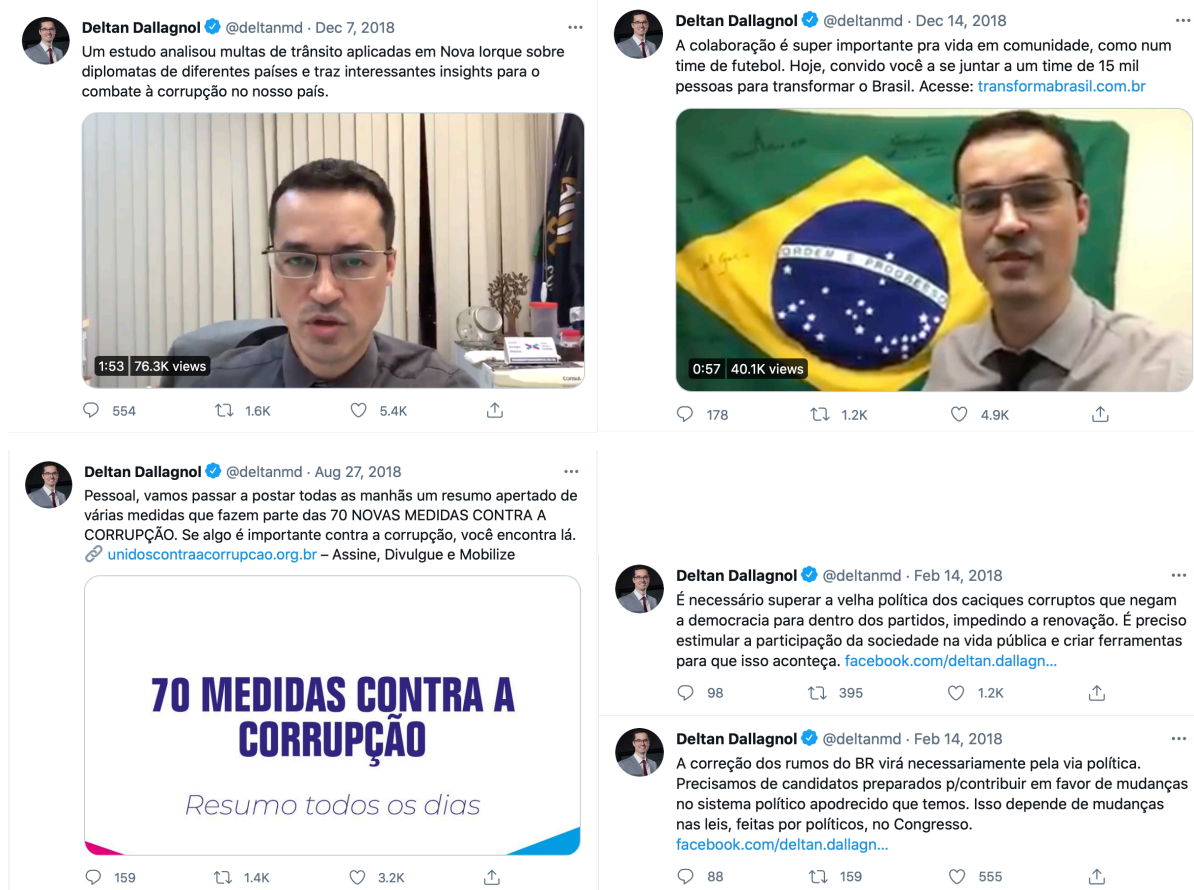 Deltan Dallagnol @deltanmd · Dec 7, 2018
Um estudo analisou multas de trânsito aplicadas em Nova Iorque sobre
diplomatas de diferentes países e traz interessantes insights para o
combate à corrupção no nosso país.
1:53 76.3K views
554 1.6K 5.4K
Deltan Dallagnol @deltanmd · Dec 14, 2018
A colaboração é super importante pra vida em comunidade, como num
time de futebol. Hoje, convido você a se juntar a um time de 15 mil
pessoas para transformar o Brasil. Acesse: transformabrasil.com.br
ORDEM E PROGRESSO
0:57 40.1K views
178 1.2K 4.9K
Deltan Dallagnol @deltanmd · Aug 27, 2018
Pessoal, vamos passar a postar todas as manhãs um resumo apertado de
várias medidas que fazem parte das 70 NOVAS MEDIDAS CONTRA A
CORRUPÇÃO. Se algo é importante contra a corrupção, você encontra lá.
unidoscontraacorrupcao.org.br – Assine, Divulgue e Mobilize
70 MEDIDAS CONTRA A
CORRUPÇÃO
Resumo todos os dias
159 1.4K 3.2K
Deltan Dallagnol @deltanmd · Feb 14, 2018
É necessário superar a velha política dos caciques corruptos que negam
a democracia para dentro dos partidos, impedindo a renovação. É preciso
estimular a participação da sociedade na vida pública e criar ferramentas
para que isso aconteça. facebook.com/deltan.dallagn...
98 395 1.2K
Deltan Dallagnol @deltanmd · Feb 14, 2018
A correção dos rumos do BR virá necessariamente pela via política.
Precisamos de candidatos preparados p/contribuir em favor de mudanças
no sistema político apodrecido que temos. Isso depende de mudanças
nas leis, feitas por políticos, no Congresso.
facebook.com/deltan.dallagn...
88 159 555